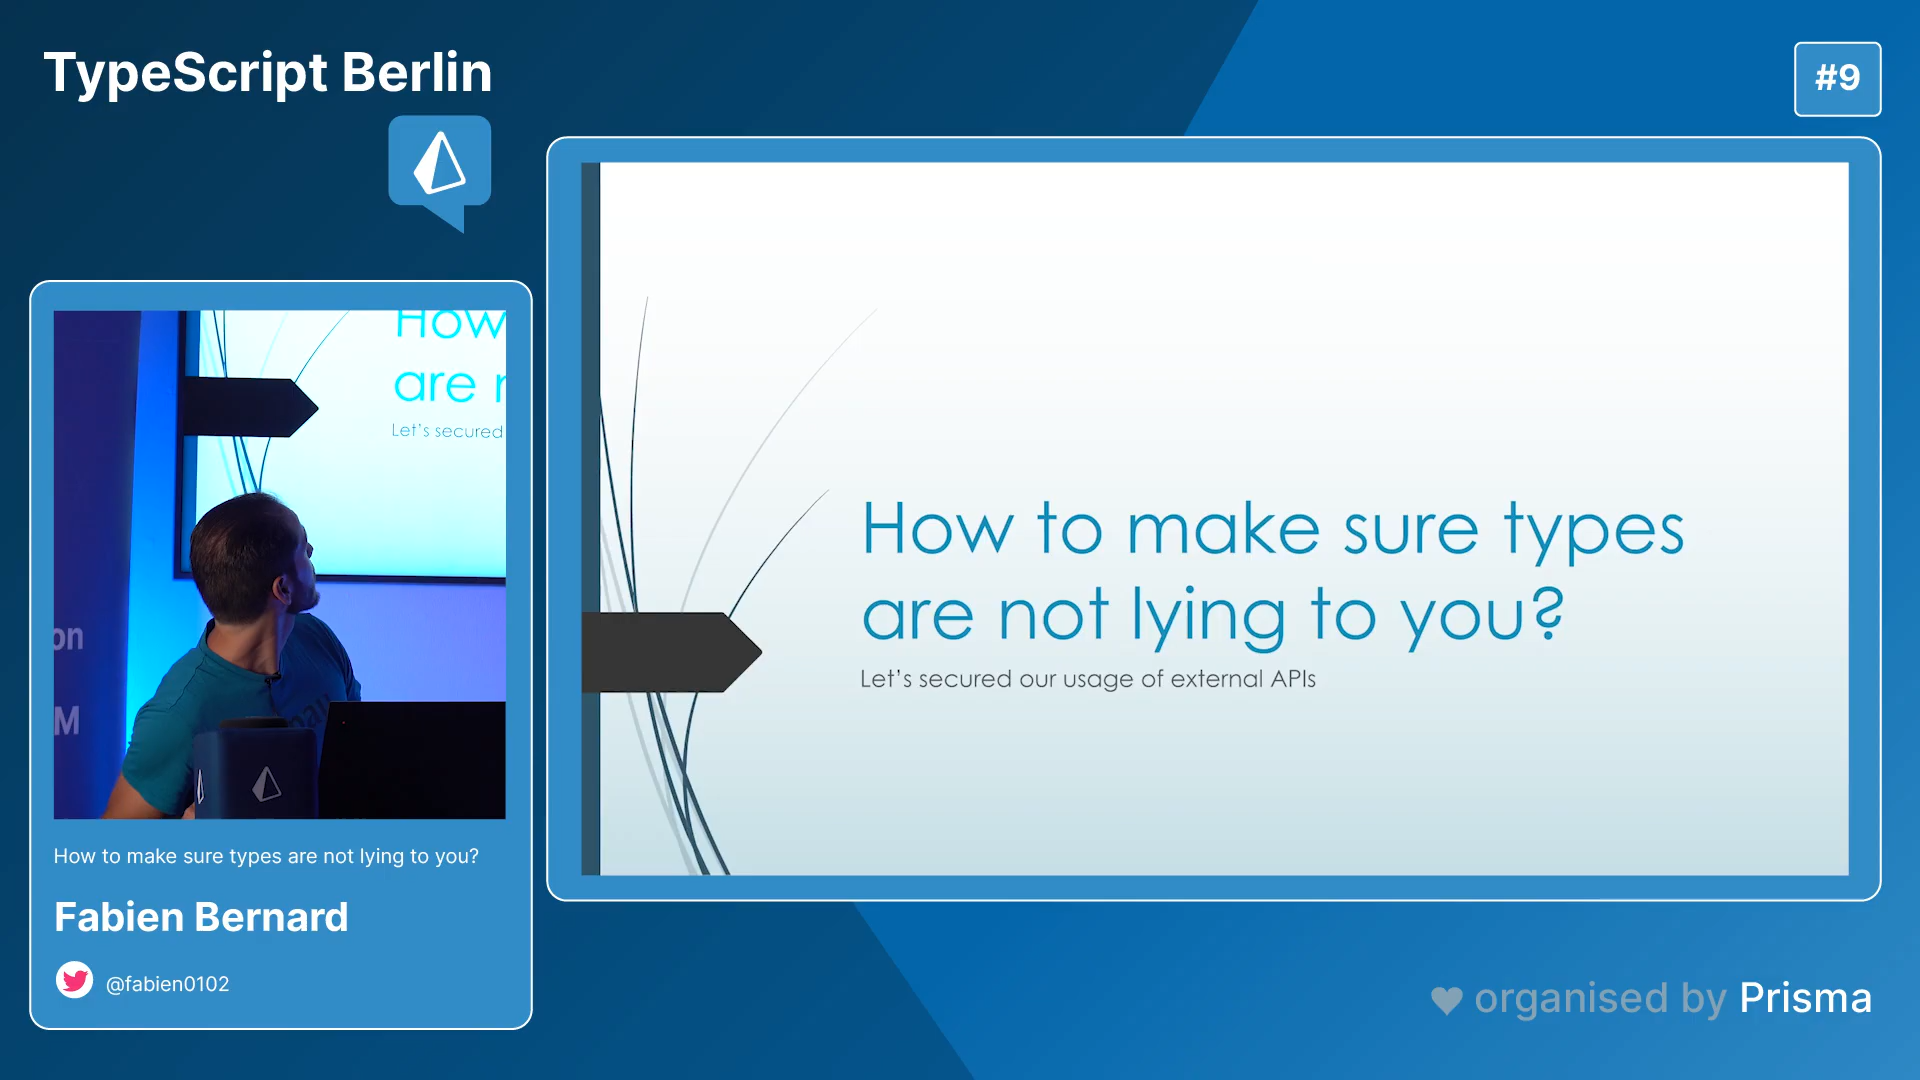 TypeScript Berlin
#9
How
are r
Let's secured
on
M
How to make sure types
are not lying to you?
Let's secured our usage of external APIs
How to make sure types are not lying to you?
Fabien Bernard
@fabien0102
organised by Prisma